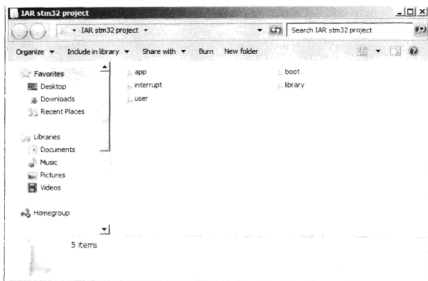 IAR stm32 project
IAR stm32 project
Search IAR stm32 project
Organize Include in library Share with Burn New folder
Favorites
Desktop
Downloads
Recent Places
Libraries
Documents
Music
Pictures
Videos
Homegroup
app boot
interrupt library
user
5 items